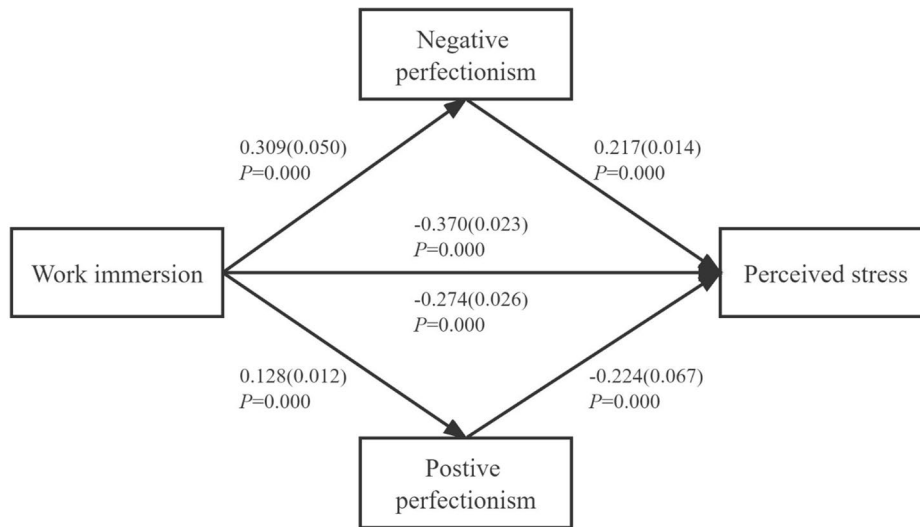 Negative
perfectionism
0.309(0.050)
P=0.000
0.217(0.014)
P=0.000
-0.370(0.023)
P=0.000
Work immersion
Perceived stress
-0.274(0.026)
P=0.000
0.128(0.012)
P=0.000
-0.224(0.067)
P=0.000
Postive
perfectionism